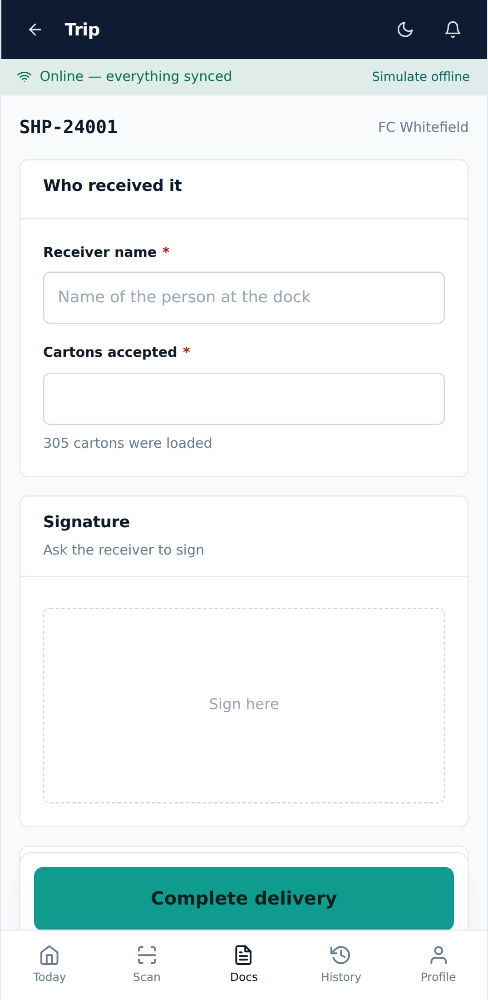 Trip
Online — everything synced
Simulate offline
SHP-24001
FC Whitefield
Who received it
Receiver name *
Name of the person at the dock
Cartons accepted *
305 cartons were loaded
Signature
Ask the receiver to sign
Sign here
Complete delivery
Today
Scan
Docs
History
Profile